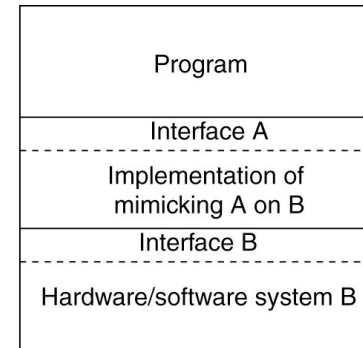 Program
Interface A
Implementation of
mimicking A on B
Interface B
Hardware/software system B